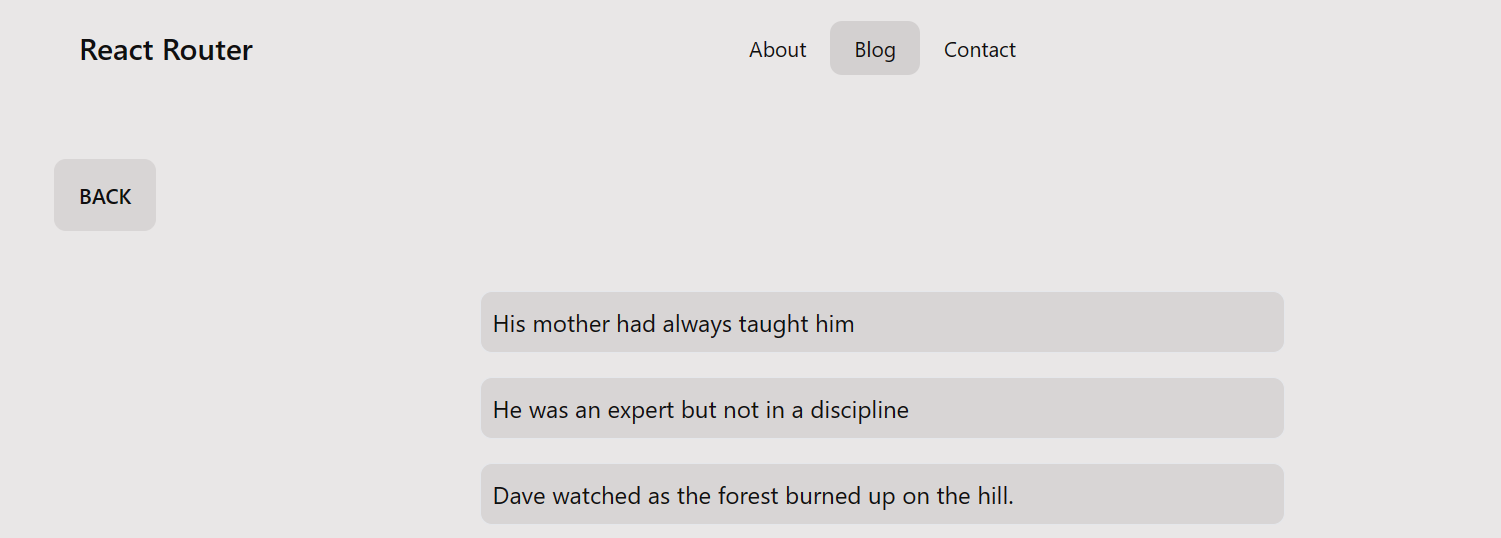 React Router About Blog Contact
BACK
His mother had always taught him
He was an expert but not in a discipline
Dave watched as the forest burned up on the hill.